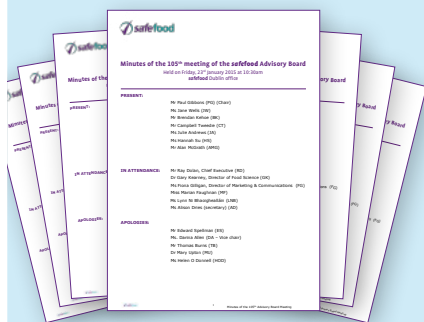 safefood
Minutes of the 105th meeting of the safefood Advisory Board
Held on Friday, 23rd January 2015 at 10:30am
safefood Dublin office
PRESENT:
Mr Paul Gibbons (PG) (Chair)
Ms Jane Wells (JW)
Mr Brendan Kehoe (BK)
Mr Campbell Tweedie (CT)
Ms Julie Andrews (JA)
Ms Hannah Su (HS)
Mr Alan McGrath (AMG)
IN ATTENDANCE:
Mr Ray Dolan, Chief Executive (RD)
Dr Gary Kearney, Director of Food Science (GK)
Ms Fiona Gilligan, Director of Marketing & Communications (FG)
Miss Marian Faughnan (MF)
Ms Lynn Ní Bhaoighealláin (LNB)
Ms Alison Dries (secretary) (AD)
APOLOGIES:
Mr Edward Spelman (ES)
Ms. Darina Allen (DA – Vice chair)
Mr Thomas Burns (TB)
Dr Mary Upton (MU)
Ms Helen O Donnell (HOD)
Minutes of the 105th Advisory Board Meeting
safefood
Minutes of the
PRESENT:
IN ATTENDANCE:
APOLOGIES:
Advisory Board